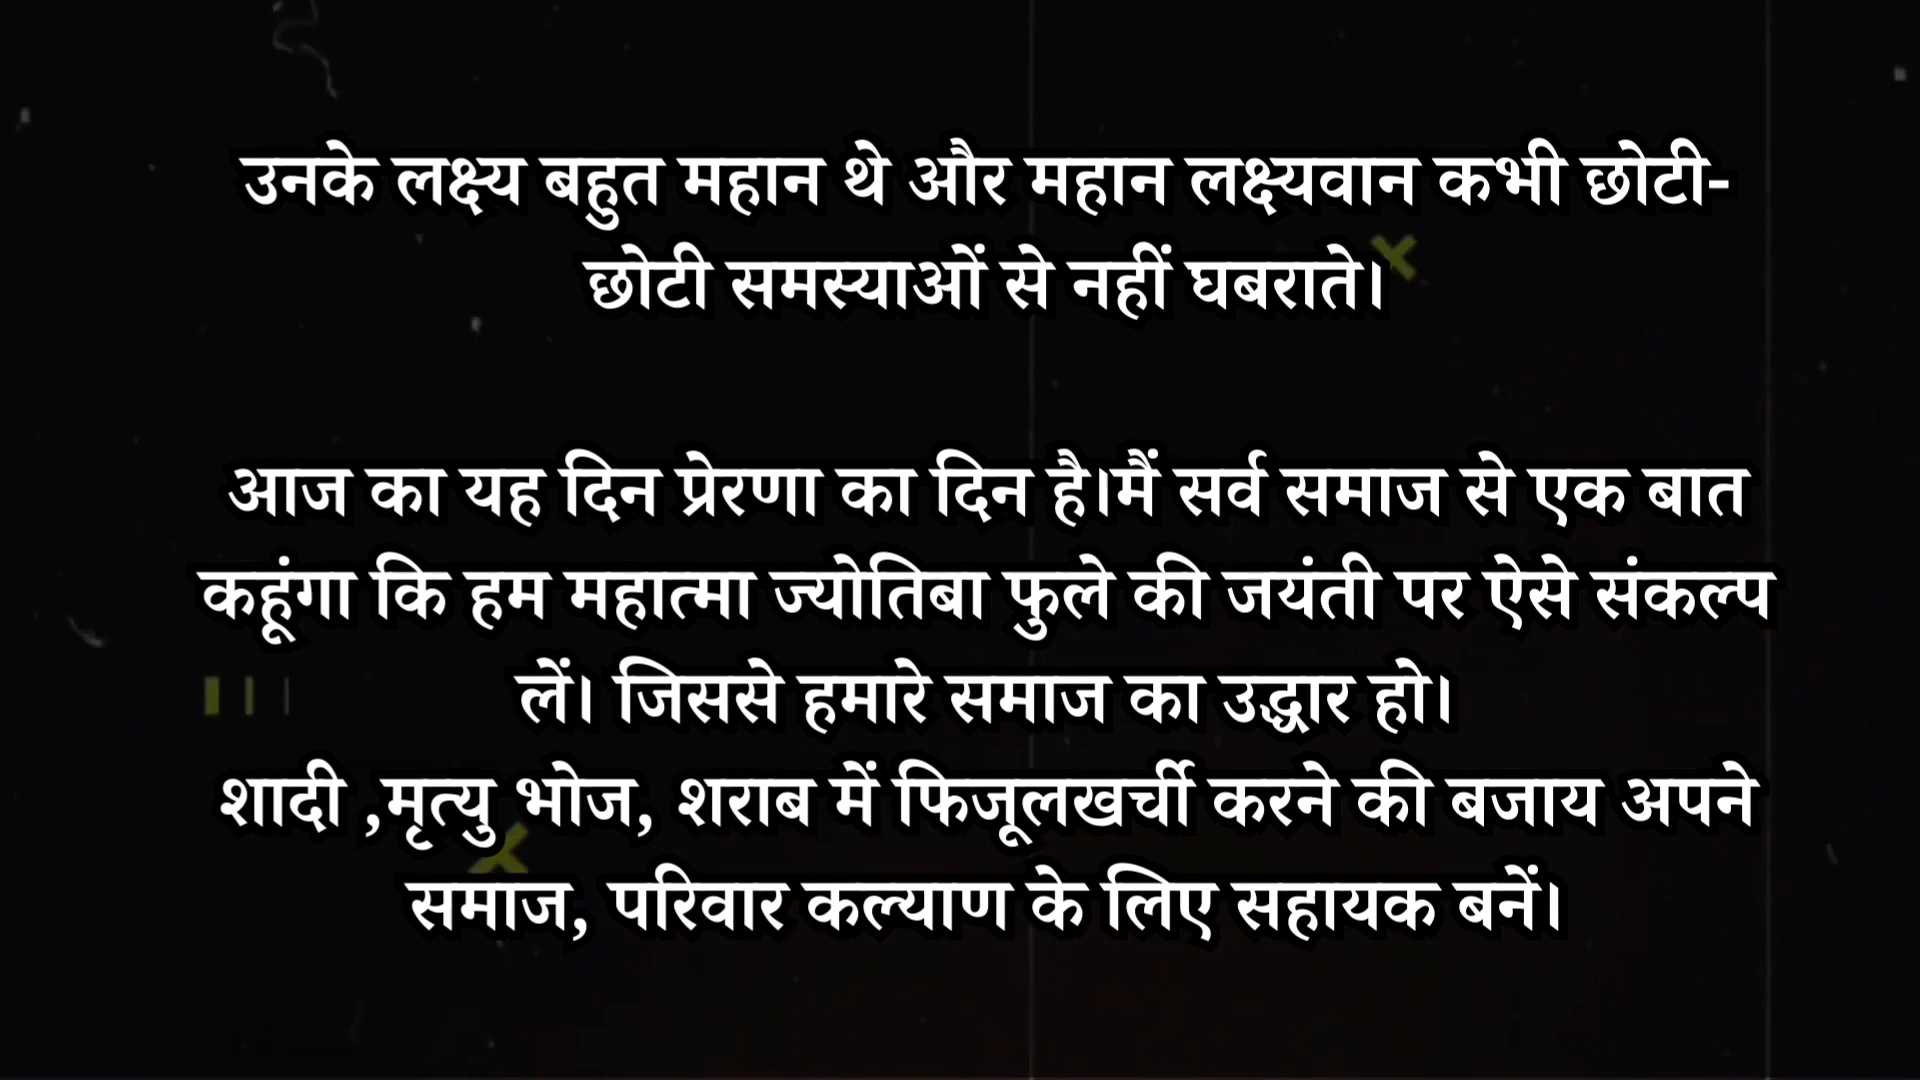 उनके लक्ष्य बहुत महान थे और महान लक्ष्यवान कभी छोटी-
छोटी समस्याओं से नहीं घबराते।
आज का यह दिन प्रेरणा का दिन है।मैं सर्व समाज से एक बात
कहूंगा कि हम महात्मा ज्योतिबा फुले की जयंती पर ऐसे संकल्प
लें। जिससे हमारे समाज का उद्धार हो।
शादी ,मृत्यु भोज, शराब में फिजूलखर्ची करने की बजाय अपने
समाज, परिवार कल्याण के लिए सहायक बनें।